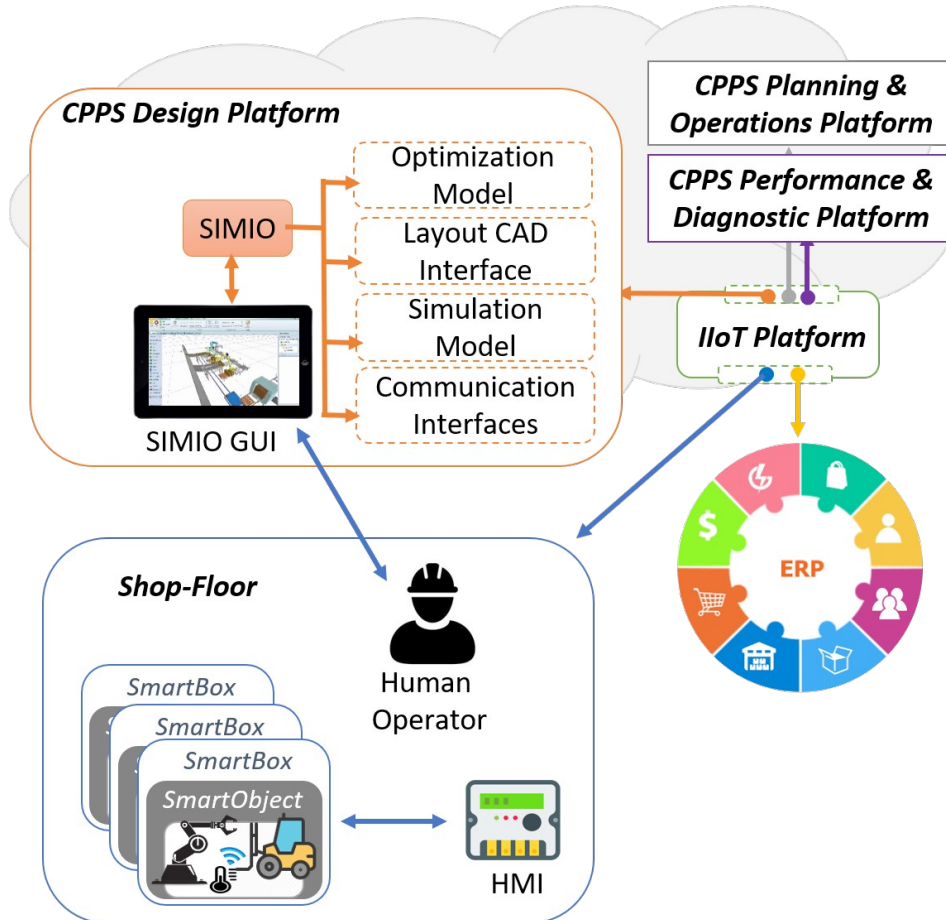 CPPS Design Platform
Optimization
Model
SIMIO
Layout CAD
Interface
Simulation
Model
Communication
Interfaces
SIMIO GUI
CPPS Planning &
Operations Platform
CPPS Performance &
Diagnostic Platform
IIoT Platform
ERP
Shop-Floor
Human
Operator
SmartBox
SmartBox
SmartBox
SmartObject
HMI